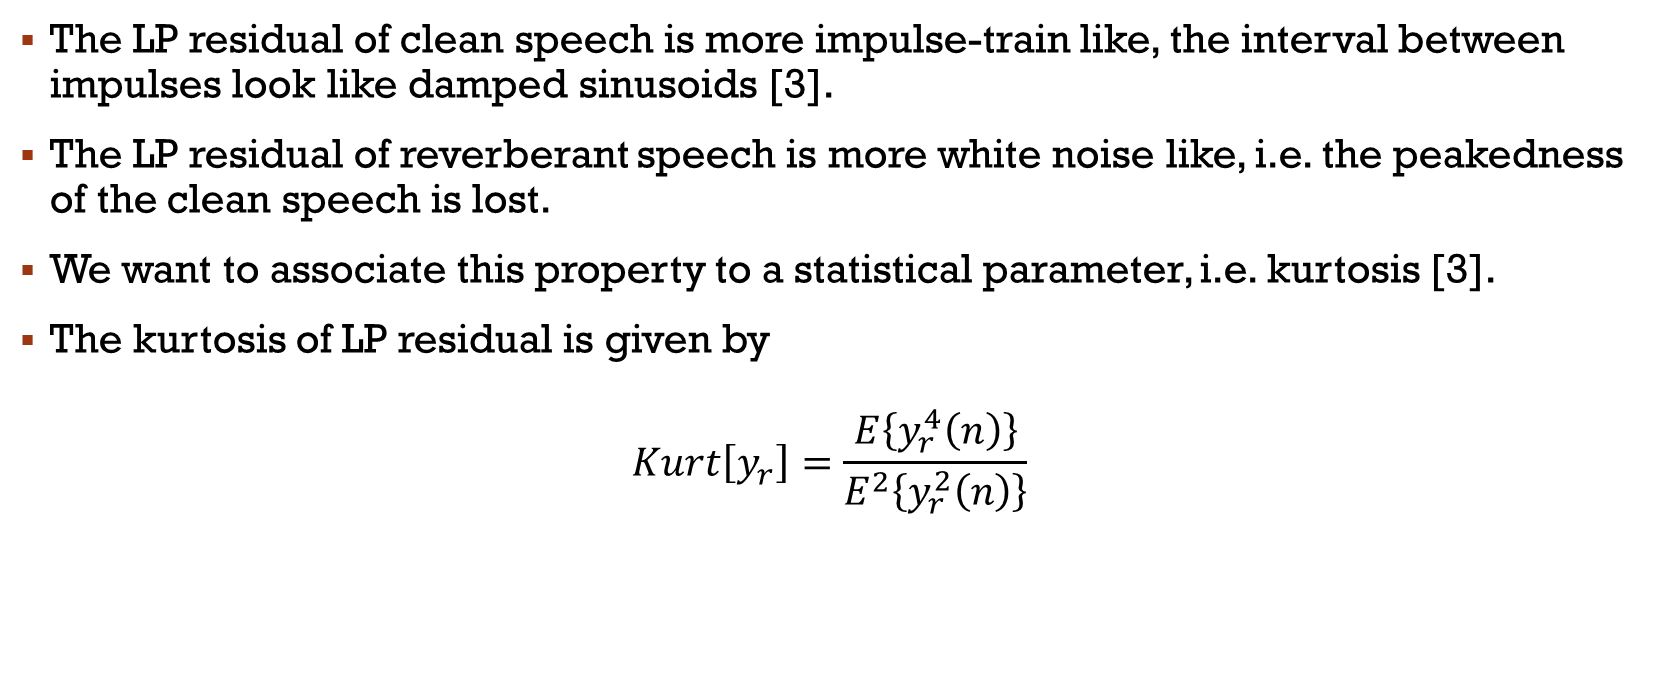 ▪ The LP residual of clean speech is more impulse-train like, the interval between
impulses look like damped sinusoids [3].
▪ The LP residual of reverberant speech is more white noise like, i.e. the peakedness
of the clean speech is lost.
▪ We want to associate this property to a statistical parameter, i.e. kurtosis [3].
▪ The kurtosis of LP residual is given by
$Kurt[y_r] = \frac{E\{y_r^4(n)\}}{E^2\{y_r^2(n)\}}$